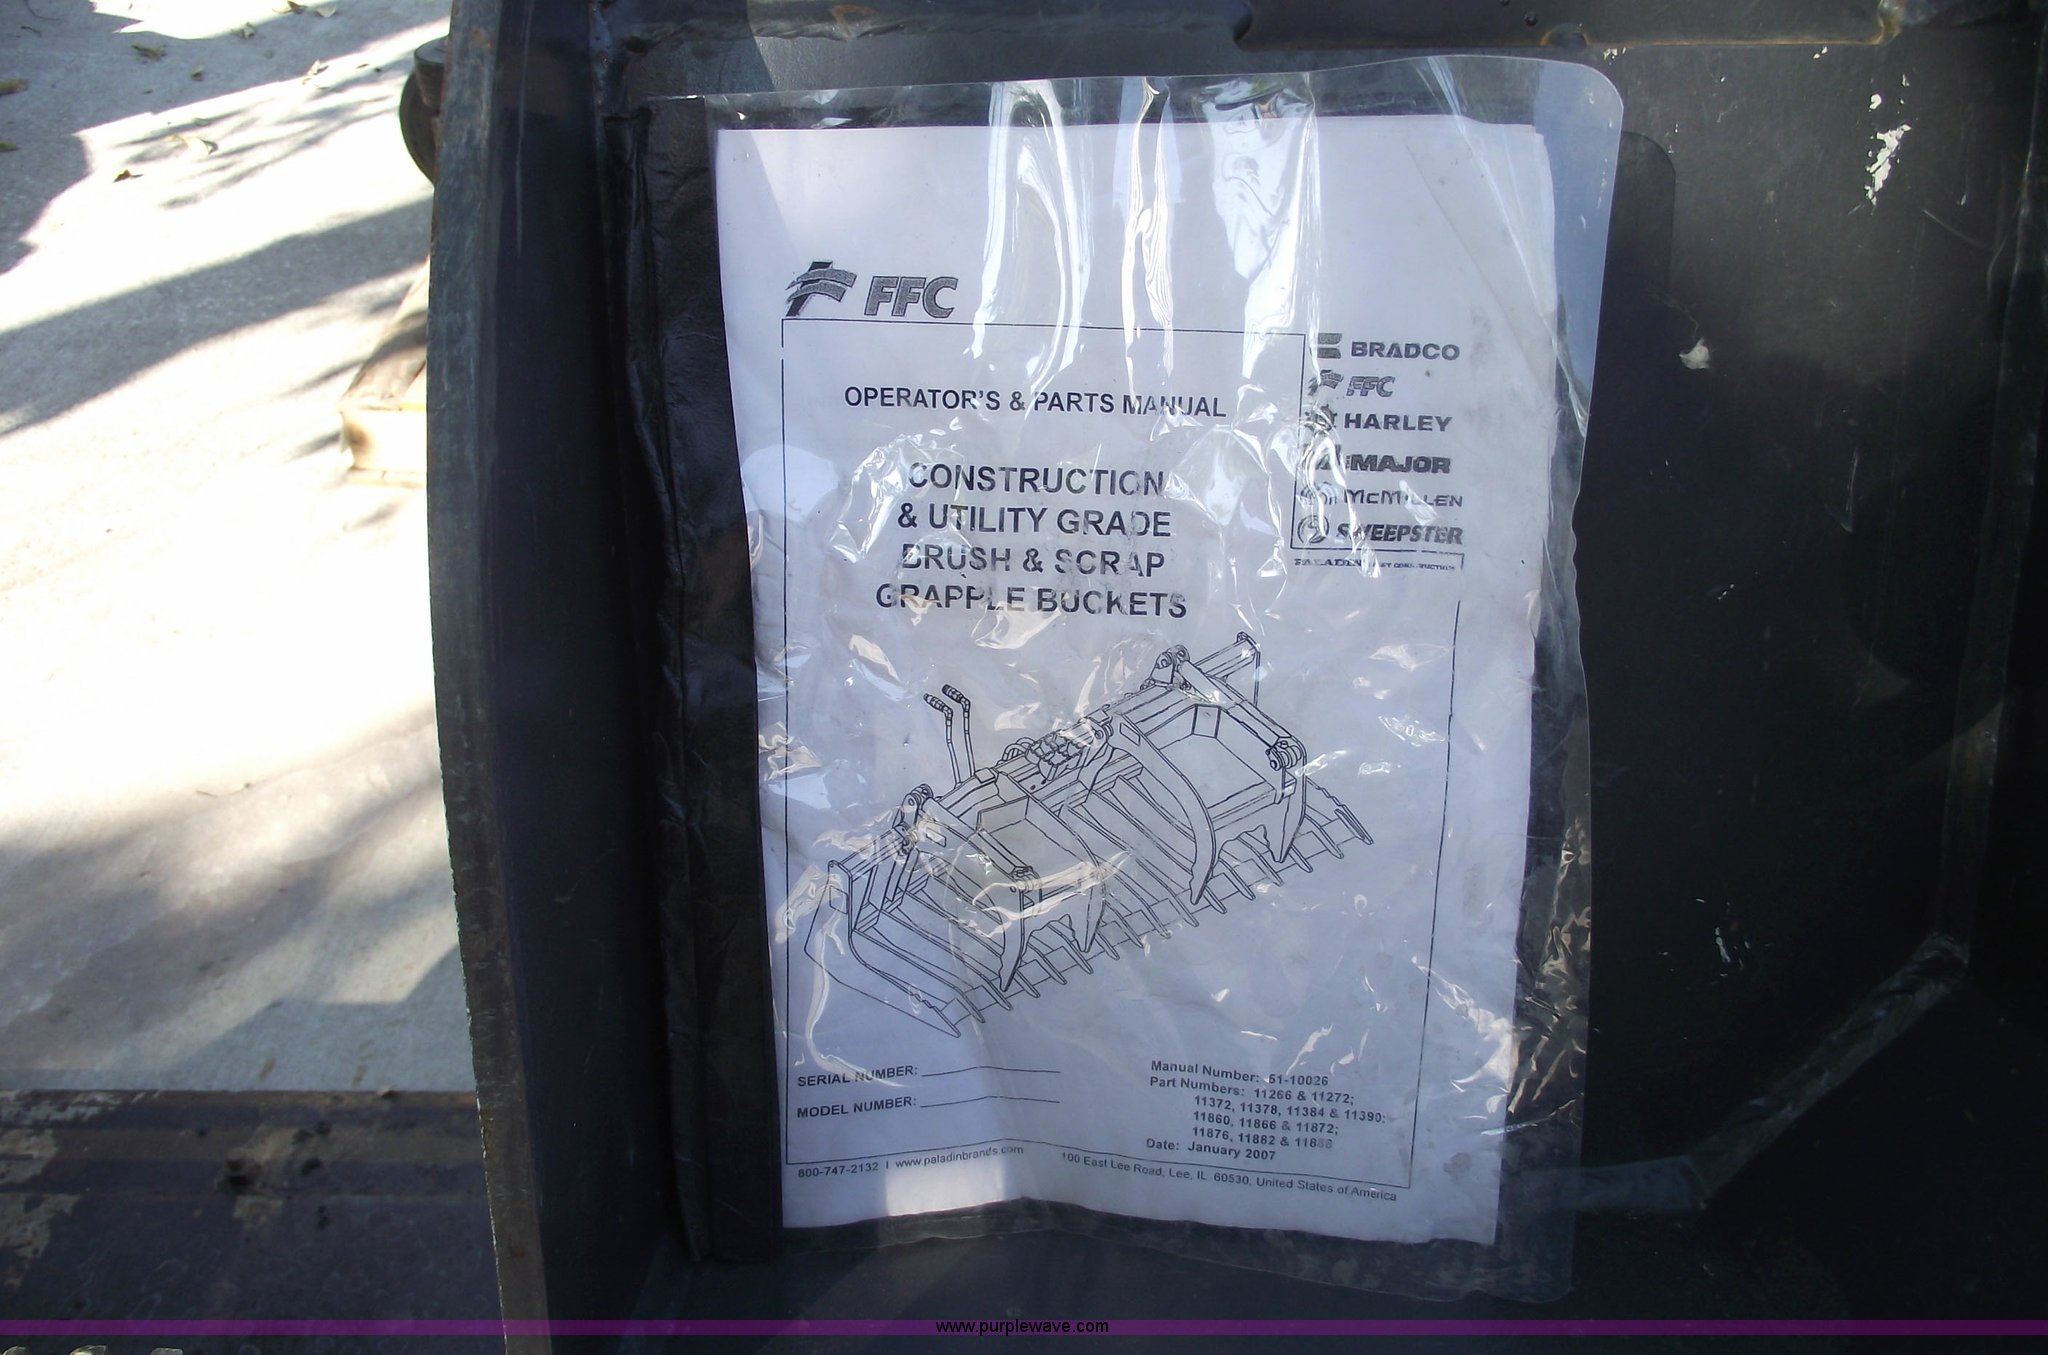 FFC
BRADCO
FFC
HARLEY
MAJOR
McMILLEN
SWEEPSTER
OPERATOR'S & PARTS MANUAL
CONSTRUCTION
& UTILITY GRADE
BRUSH & SCRAP
GRAPPLE BUCKETS
SERIAL NUMBER:
MODEL NUMBER:
Manual Number: 51-10026
Part Numbers: 11266 & 11272;
11372, 11378, 11384 & 11390;
11860, 11866 & 11872;
11876, 11882 &
Date: January 2007
800-747-2132 | www.paladinbrands.com
100 East Lee Road, Lee, IL 60530, United States of America
www.purplewave.com